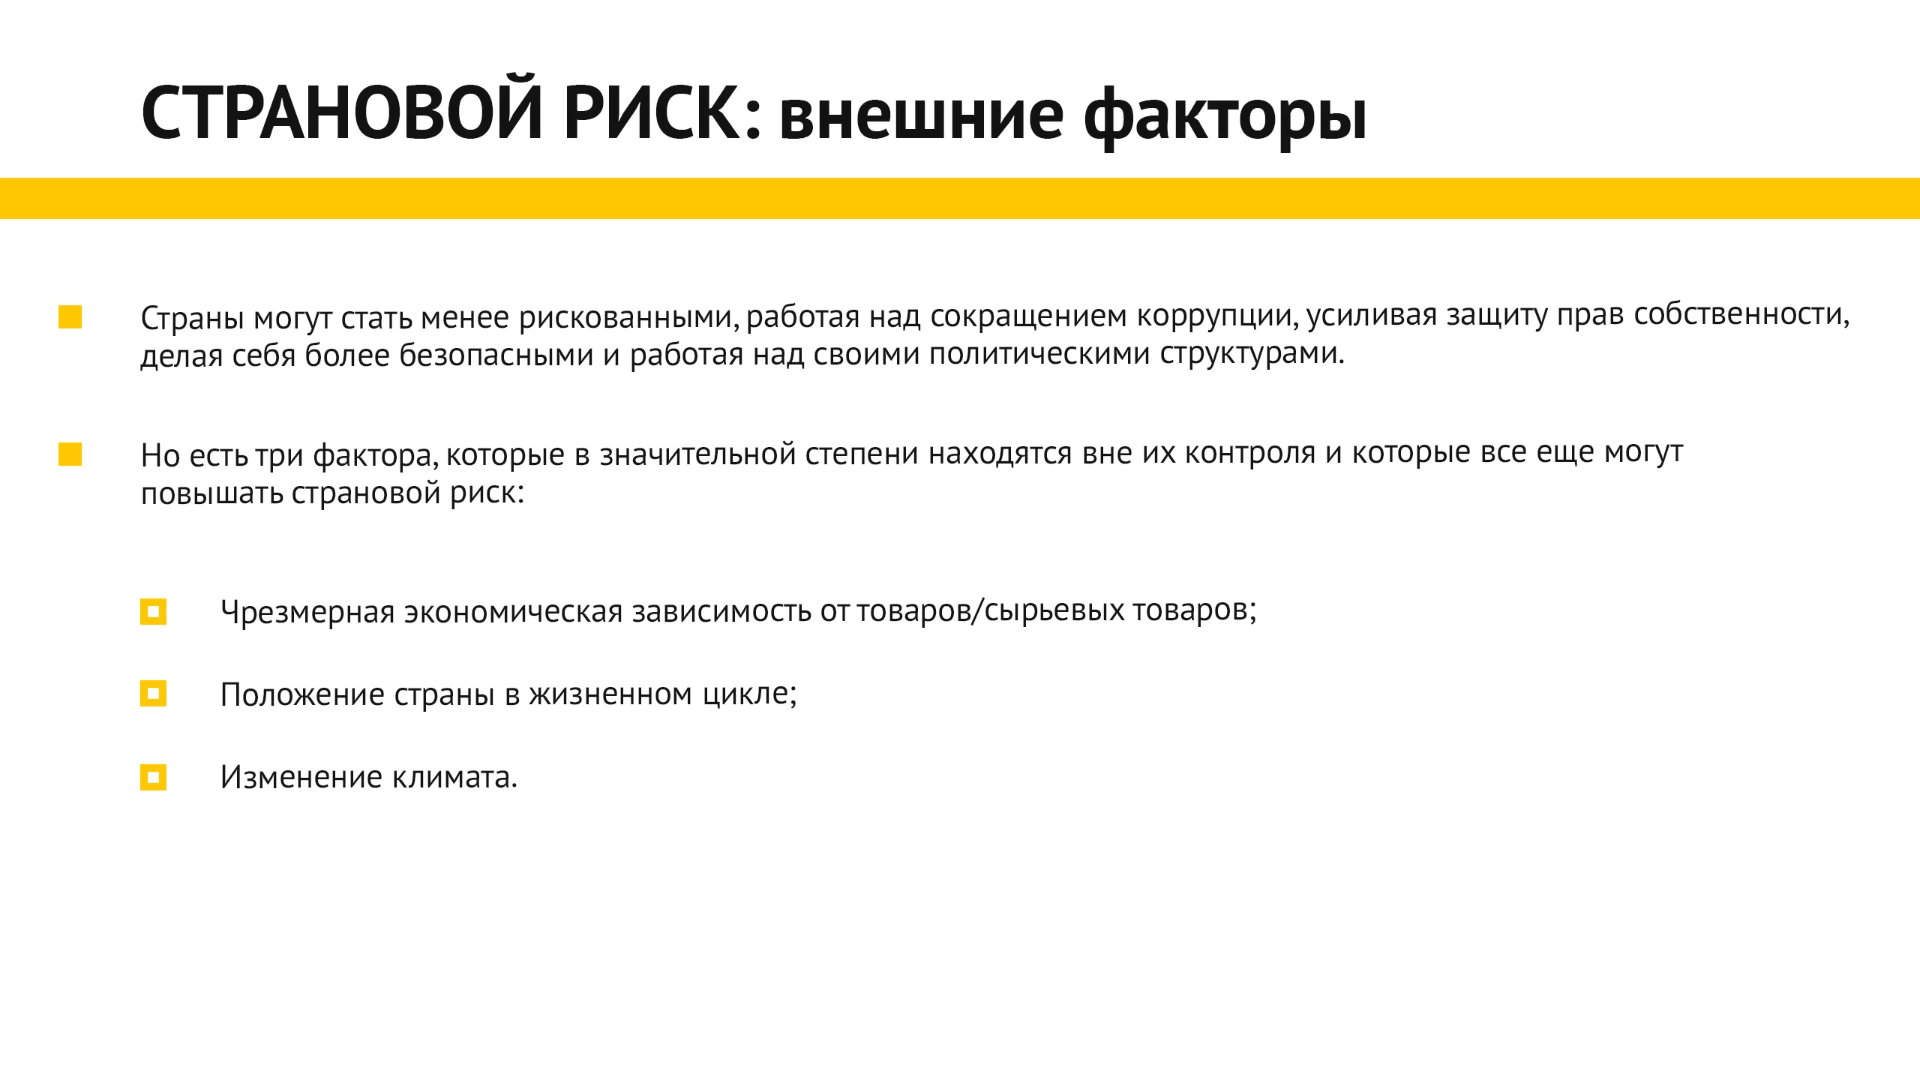 СТРАНОВОЙ РИСК: внешние факторы
Страны могут стать менее рискованными, работая над сокращением коррупции, усиливая защиту прав собственности,
делая себя более безопасными и работая над своими политическими структурами.
Но есть три фактора, которые в значительной степени находятся вне их контроля и которые все еще могут
повышать страновой риск:
Чрезмерная экономическая зависимость от товаров/сырьевых товаров;
Положение страны в жизненном цикле;
Изменение климата.